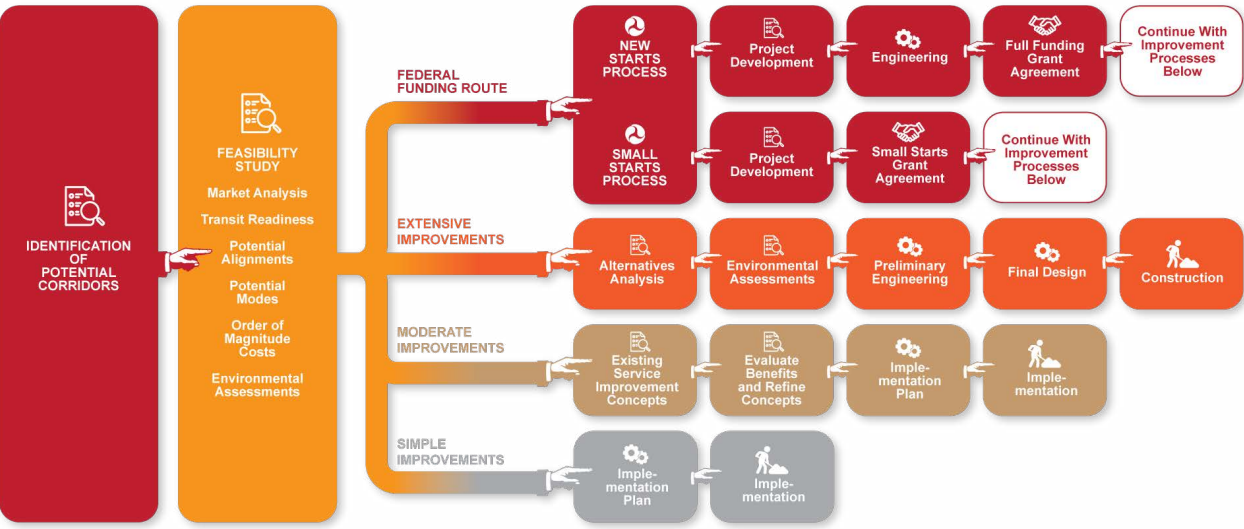 IDENTIFICATION
OF
POTENTIAL
CORRIDORS
FEASIBILITY
STUDY
Market Analysis
Transit Readiness
Potential
Alignments
Potential
Modes
Order of
Magnitude
Costs
Environmental
Assessments
FEDERAL
FUNDING ROUTE
NEW
STARTS
PROCESS
Project
Development
Engineering
Full Funding
Grant
Agreement
Continue With
Improvement
Processes
Below
SMALL
STARTS
PROCESS
Project
Development
Small Starts
Grant
Agreement
Continue With
Improvement
Processes
Below
EXTENSIVE
IMPROVEMENTS
Alternatives
Analysis
Environmental
Assessments
Preliminary
Engineering
Final Design
Construction
MODERATE
IMPROVEMENTS
Existing
Service
Improvement
Concepts
Evaluate
Benefits
and Refine
Concepts
Imple-
mentation
Plan
Imple-
mentation
SIMPLE
IMPROVEMENTS
Imple-
mentation
Plan
Imple-
mentation